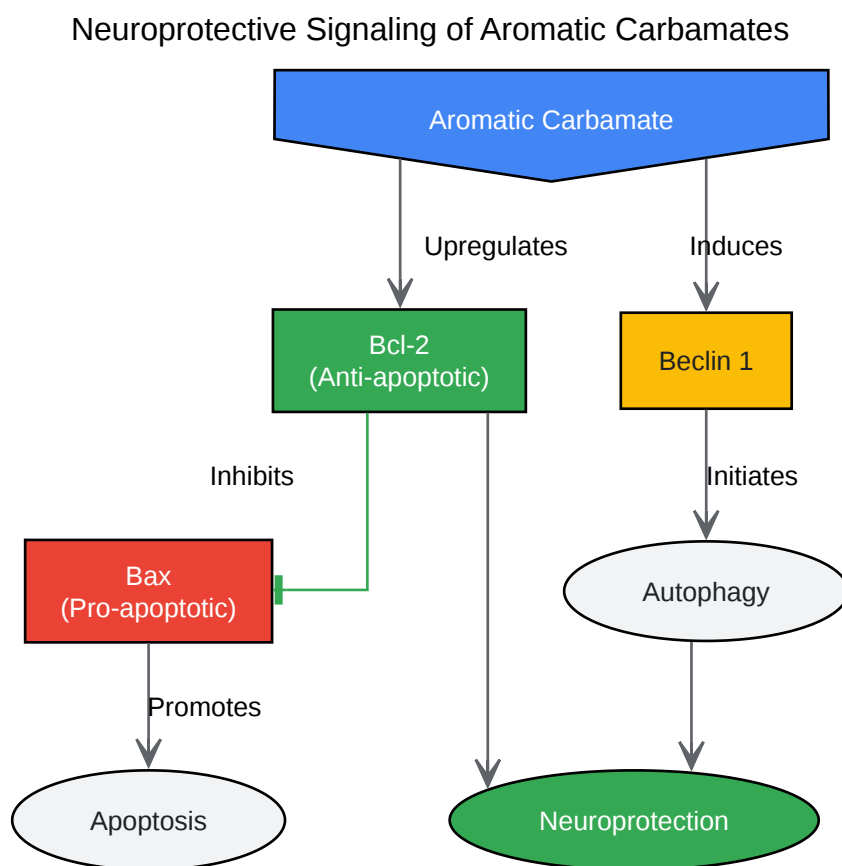 Neuroprotective Signaling of Aromatic Carbamates
Aromatic Carbamate
Upregulates
Induces
Bcl-2
(Anti-apoptotic)
Beclin 1
Inhibits
Initiates
Bax
(Pro-apoptotic)
Autophagy
Promotes
Apoptosis
Neuroprotection